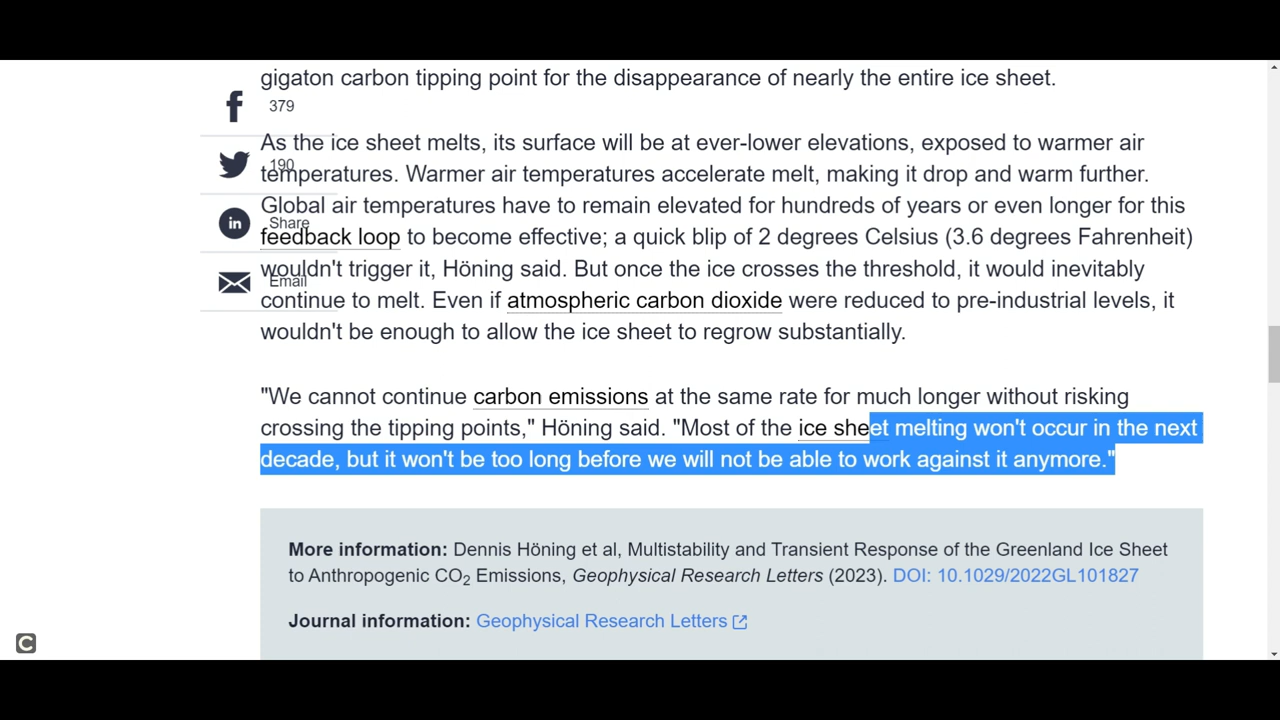 gigaton carbon tipping point for the disappearance of nearly the entire ice sheet.
379
As the ice sheet melts, its surface will be at ever-lower elevations, exposed to warmer air
190
temperatures. Warmer air temperatures accelerate melt, making it drop and warm further.
Global air temperatures have to remain elevated for hundreds of years or even longer for this
Share
feedback loop to become effective; a quick blip of 2 degrees Celsius (3.6 degrees Fahrenheit)
wouldn't trigger it, Höning said. But once the ice crosses the threshold, it would inevitably
Email
continue to melt. Even if atmospheric carbon dioxide were reduced to pre-industrial levels, it
wouldn't be enough to allow the ice sheet to regrow substantially.
"We cannot continue carbon emissions at the same rate for much longer without risking
crossing the tipping points," Höning said. "Most of the ice sheet melting won't occur in the next
decade, but it won't be too long before we will not be able to work against it anymore."
More information: Dennis Höning et al, Multistability and Transient Response of the Greenland Ice Sheet
to Anthropogenic CO₂ Emissions, Geophysical Research Letters (2023). DOI: 10.1029/2022GL101827
Journal information: Geophysical Research Letters
C